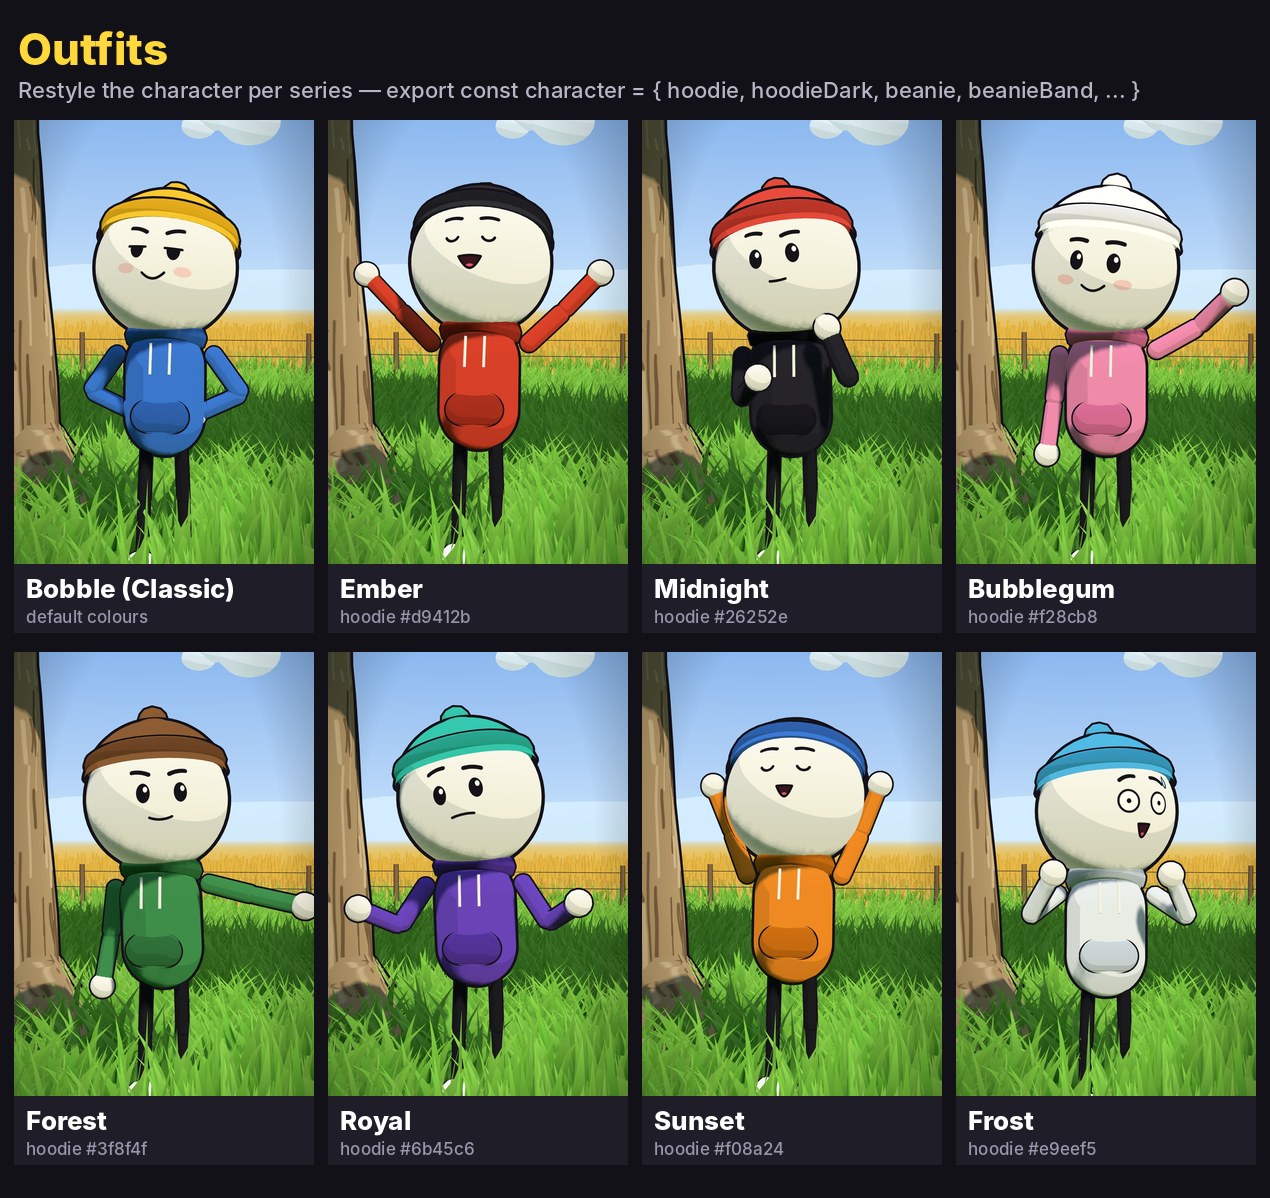 Outfits
Restyle the character per series — export const character = { hoodie, hoodieDark, beanie, beanieBand, … }
Bobble (Classic)
default colours
Ember
hoodie #d9412b
Midnight
hoodie #26252e
Bubblegum
hoodie #f28cb8
Forest
hoodie #3f8f4f
Royal
hoodie #6b45c6
Sunset
hoodie #f08a24
Frost
hoodie #e9eef5